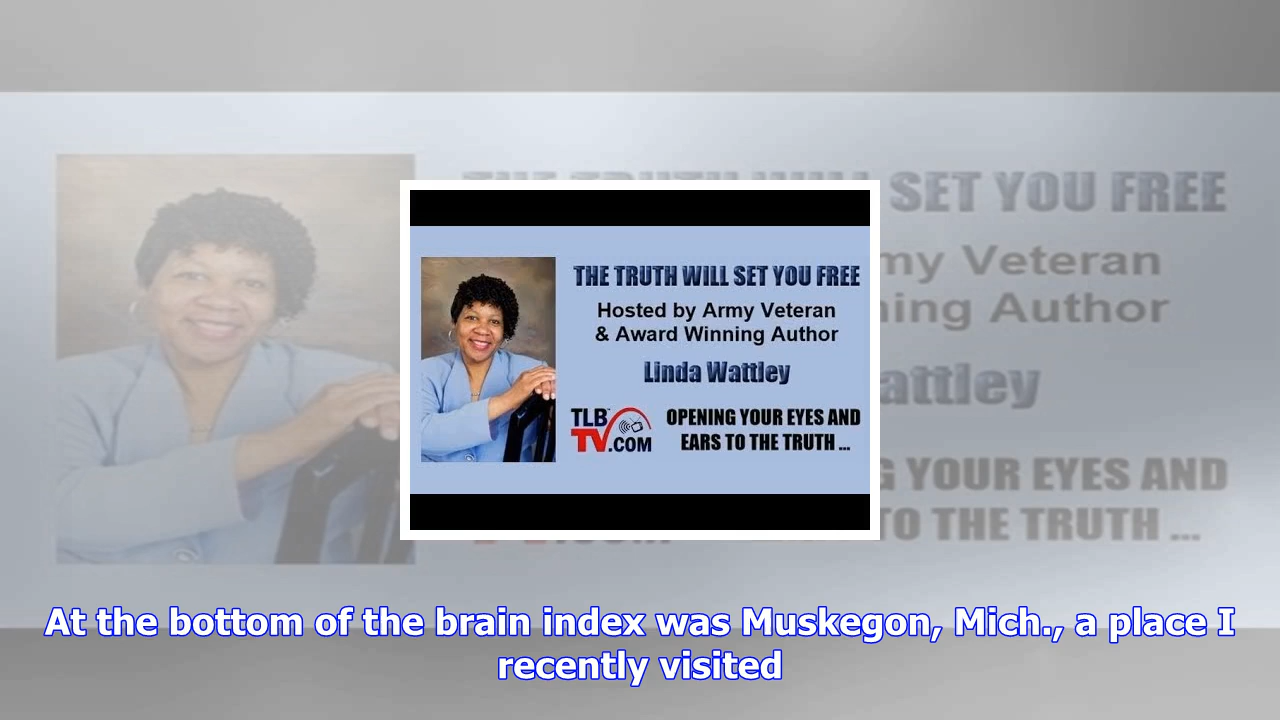 THE TRUTH WILL SET YOU FREE
Hosted by Army Veteran
& Award Winning Author
Linda Wattley
TLB
TV.COM
OPENING YOUR EYES AND
EARS TO THE TRUTH ...
SET YOU FREE
my Veteran
ning Author
attley
G YOUR EYES AND
TO THE TRUTH ...
At the bottom of the brain index was Muskegon, Mich., a place I
recently visited